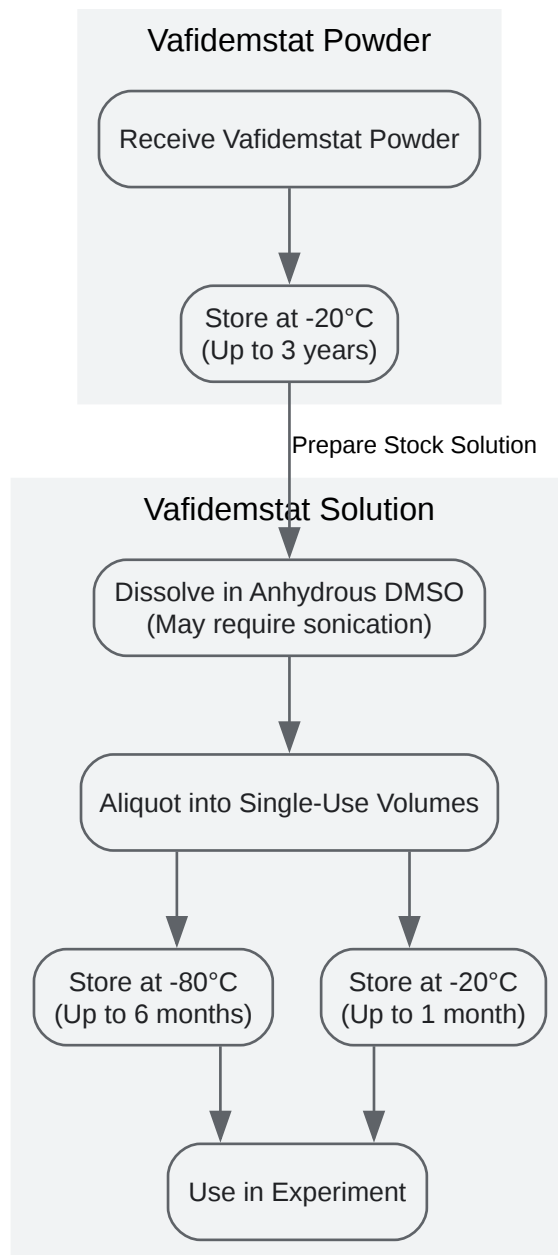 Vafidemstat Powder
Receive Vafidemstat Powder
Store at -20°C
(Up to 3 years)
Prepare Stock Solution
Vafidemstat Solution
Dissolve in Anhydrous DMSO
(May require sonication)
Aliquot into Single-Use Volumes
Store at -80°C
(Up to 6 months)
Store at -20°C
(Up to 1 month)
Use in Experiment